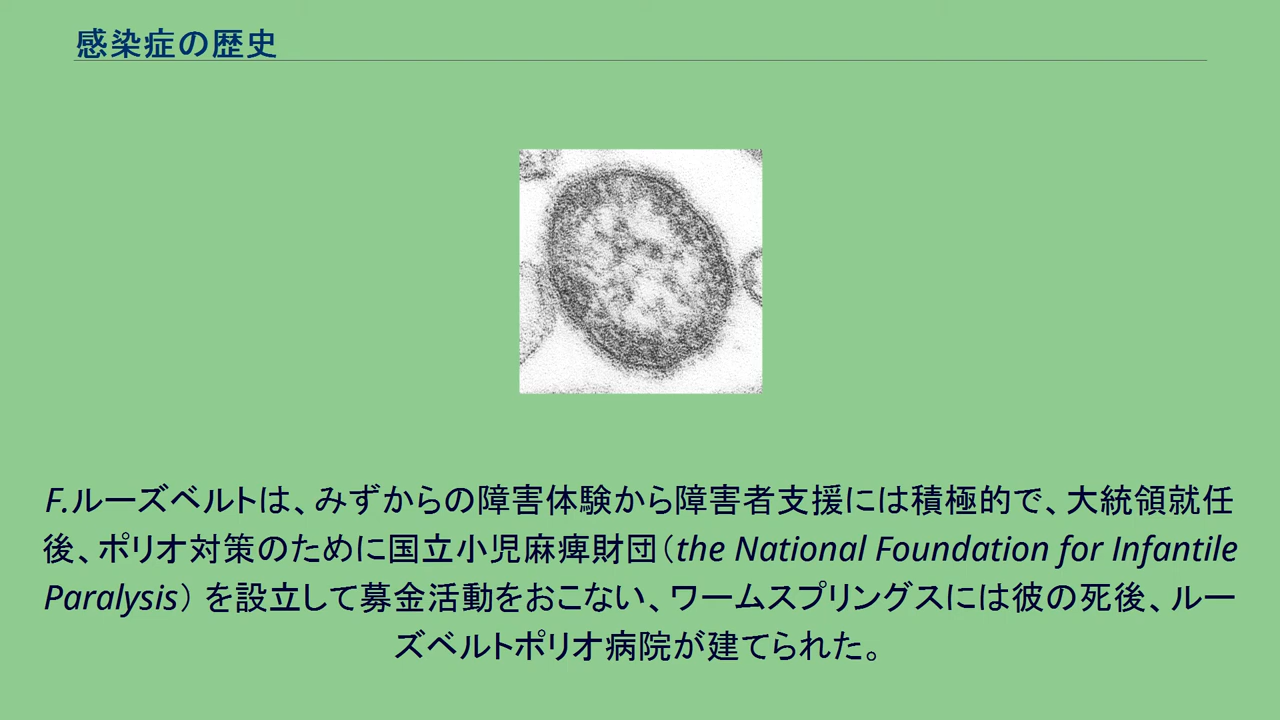 感染症の歴史
F.ルーズベルトは、みずからの障害体験から障害者支援には積極的で、大統領就任
後、ポリオ対策のために国立小児麻痺財団（the National Foundation for Infantile
Paralysis） を設立して募金活動をおこない、ワームスプリングスには彼の死後、ルー
ズベルトポリオ病院が建てられた。